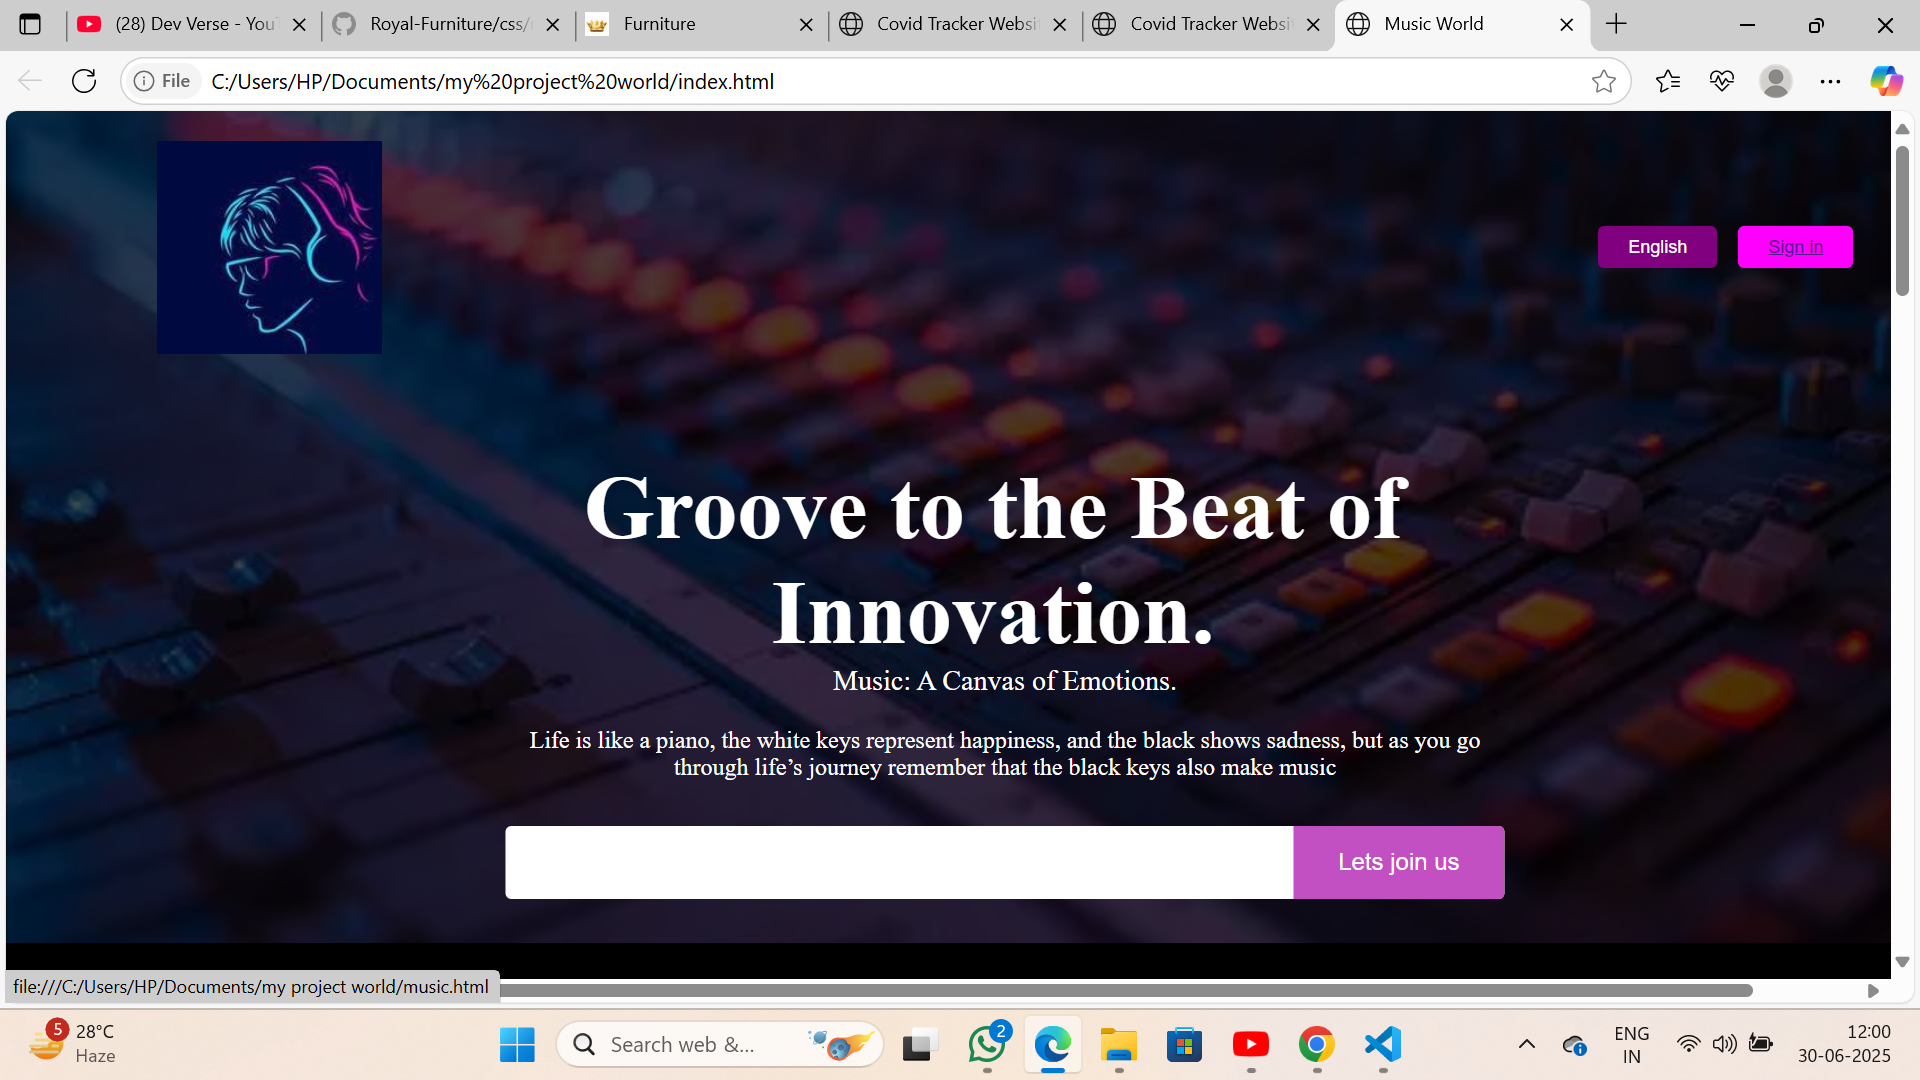 (28) Dev Verse - You
Royal-Furniture/css/
Furniture
Covid Tracker Websi
Covid Tracker Websi
Music World
File
C:/Users/HP/Documents/my%20project%20world/index.html
English
Sign in
Groove to the Beat of
Innovation.
Music: A Canvas of Emotions.
Life is like a piano, the white keys represent happiness, and the black shows sadness, but as you go
through life’s journey remember that the black keys also make music
Lets join us
file:///C:/Users/HP/Documents/my project world/music.html
5
28°C
Haze
Search web &...
2
ENG
IN
12:00
30-06-2025